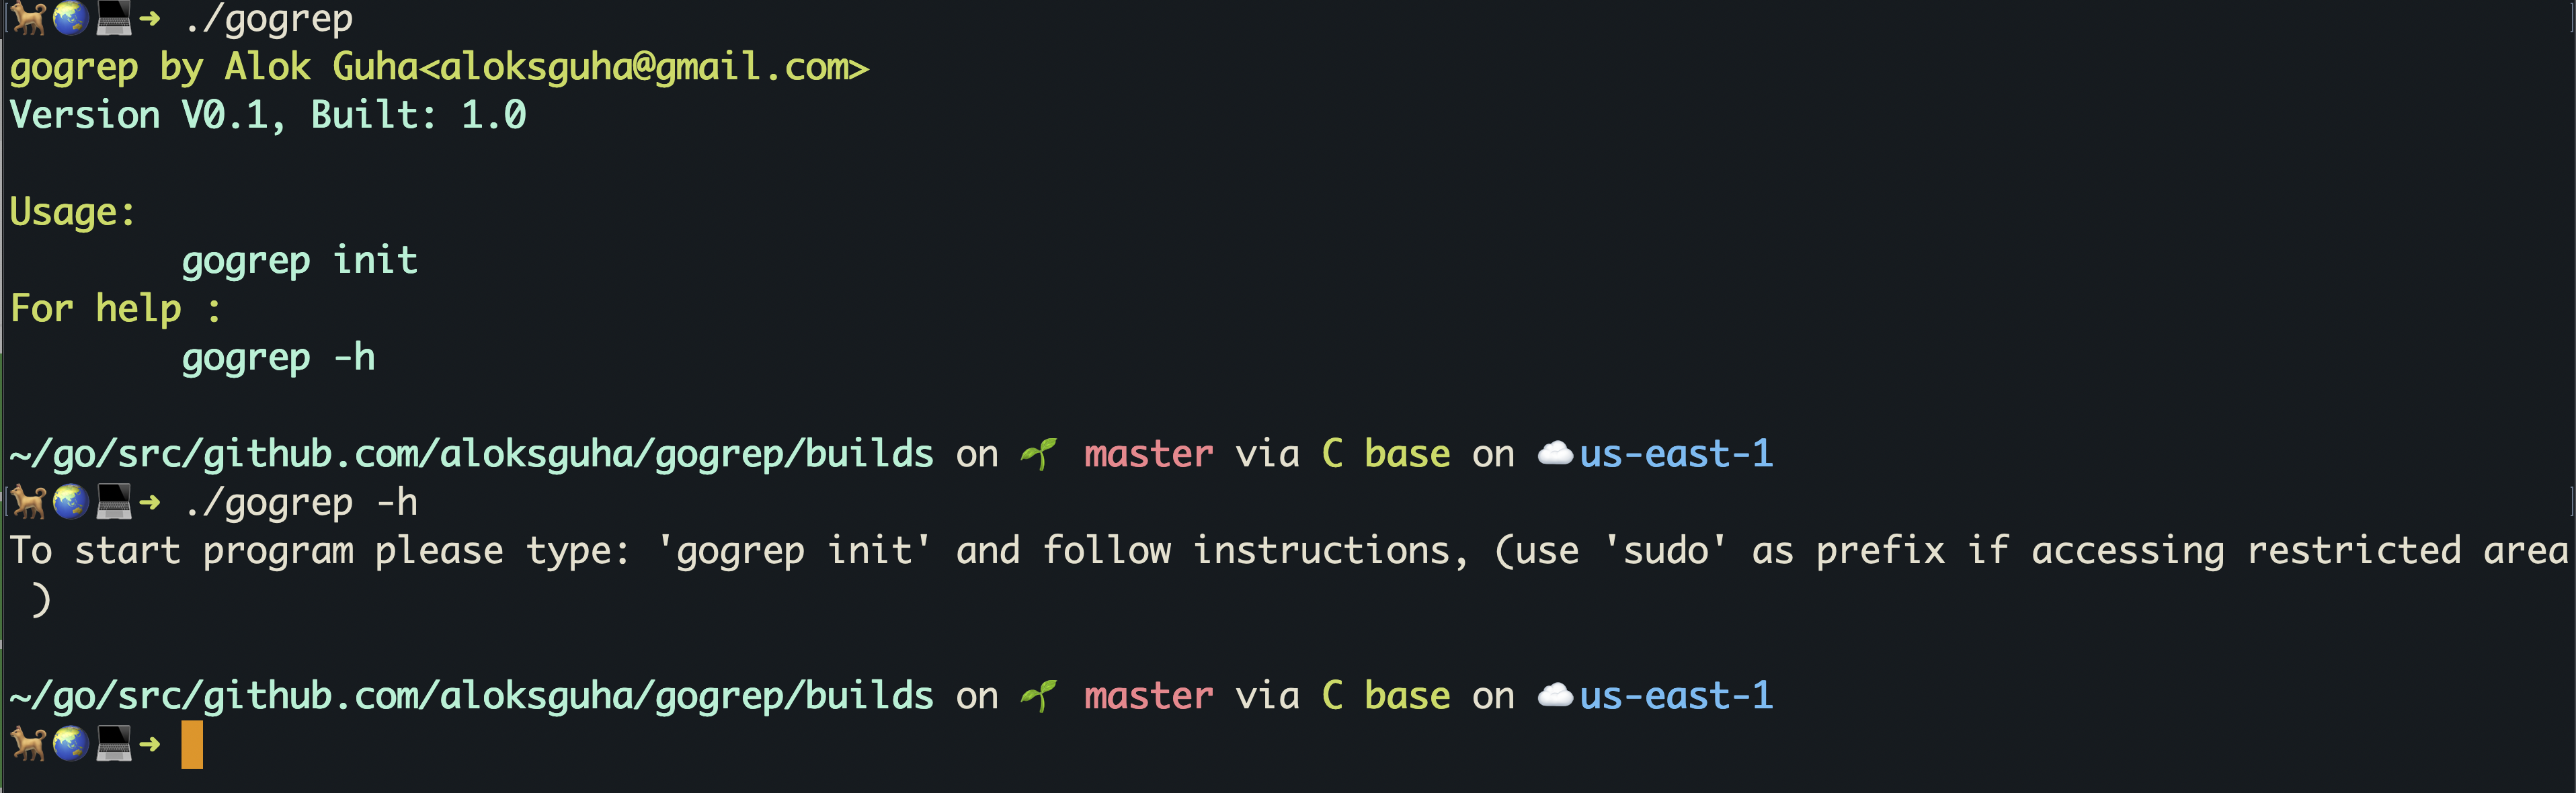 🐕🌏💻➜ ./gogrep
gogrep by Alok Guha<aloksguha@gmail.com>
Version V0.1, Built: 1.0
Usage:
gogrep init
For help :
gogrep -h
~/go/src/github.com/aloksguha/gogrep/builds on 🌱 master via C base on ☁️us-east-1
🐕🌏💻➜ ./gogrep -h
To start program please type: 'gogrep init' and follow instructions, (use 'sudo' as prefix if accessing restricted area
)
~/go/src/github.com/aloksguha/gogrep/builds on 🌱 master via C base on ☁️us-east-1
🐕🌏💻➜